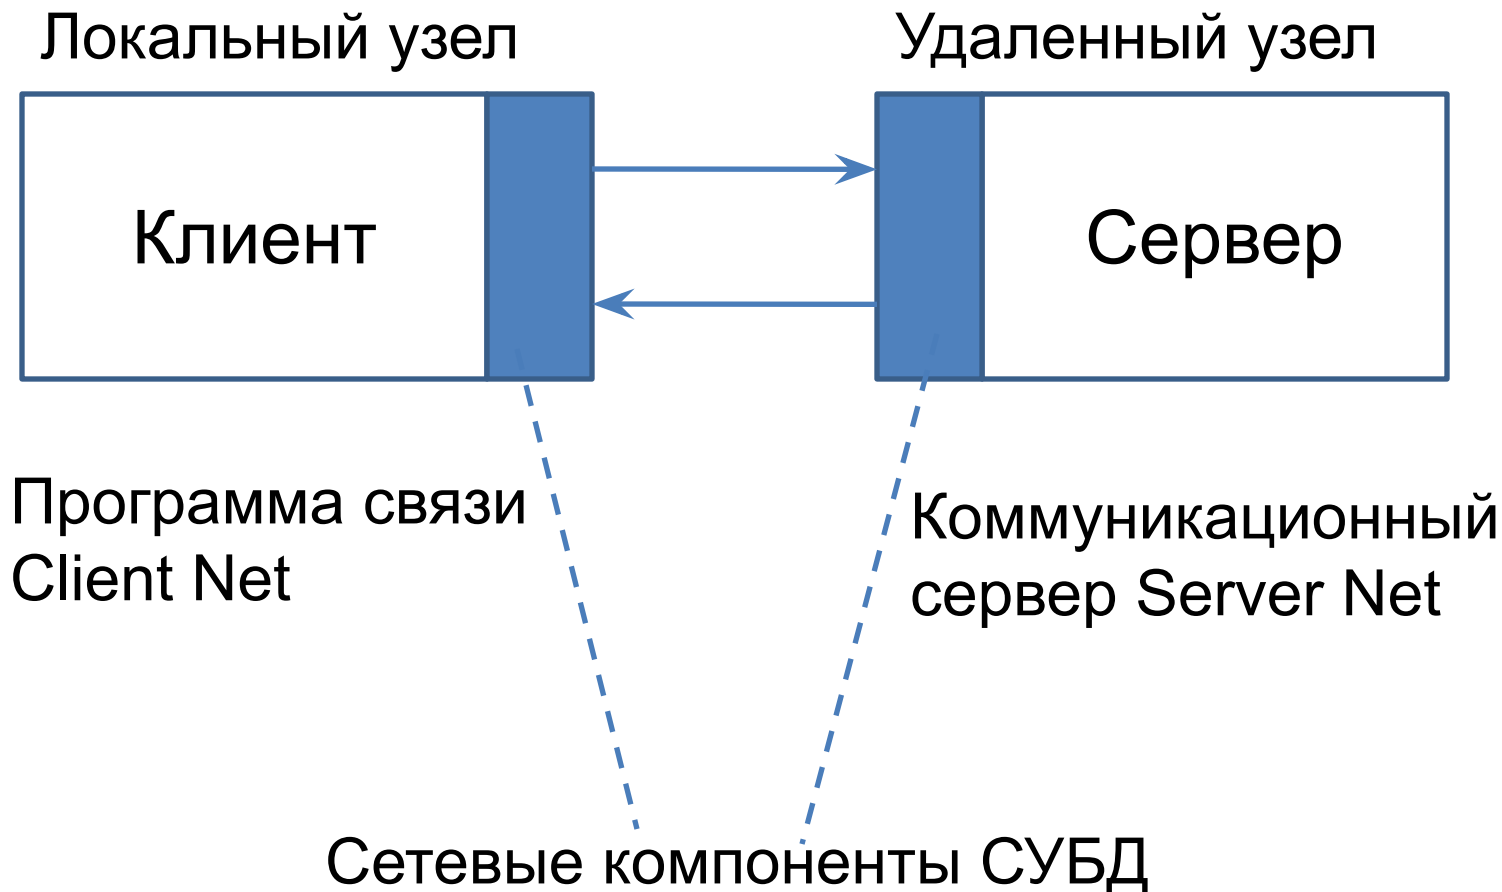 Локальный узел
Удаленный узел
Клиент
Сервер
Программа связи
Client Net
Коммуникационный
сервер Server Net
Сетевые компоненты СУБД